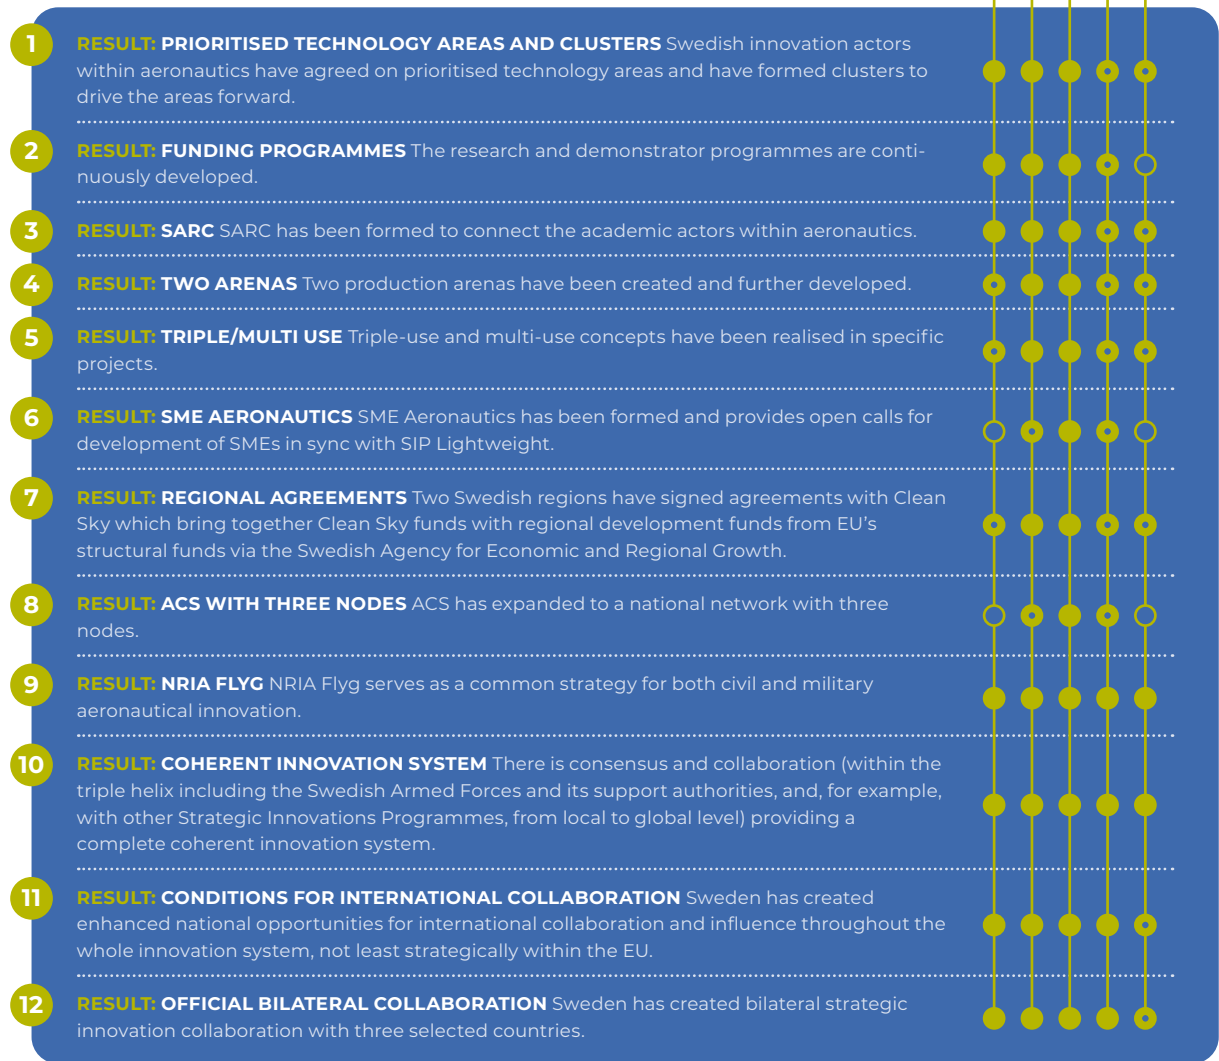 1
RESULT: PRIORITISED TECHNOLOGY AREAS AND CLUSTERS Swedish innovation actors
within aeronautics have agreed on prioritised technology areas and have formed clusters to
drive the areas forward.
2
RESULT: FUNDING PROGRAMMES The research and demonstrator programmes are conti-
nuously developed.
3
RESULT: SARC SARC has been formed to connect the academic actors within aeronautics.
4
RESULT: TWO ARENAS Two production arenas have been created and further developed.
5
RESULT: TRIPLE/MULTI USE Triple-use and multi-use concepts have been realised in specific
projects.
6
RESULT: SME AERONAUTICS SME Aeronautics has been formed and provides open calls for
development of SMEs in sync with SIP Lightweight.
7
RESULT: REGIONAL AGREEMENTS Two Swedish regions have signed agreements with Clean
Sky which bring together Clean Sky funds with regional development funds from EU’s
structural funds via the Swedish Agency for Economic and Regional Growth.
8
RESULT: ACS WITH THREE NODES ACS has expanded to a national network with three
nodes.
9
RESULT: NRIA FLYG NRIA Flyg serves as a common strategy for both civil and military
aeronautical innovation.
10
RESULT: COHERENT INNOVATION SYSTEM There is consensus and collaboration (within the
triple helix including the Swedish Armed Forces and its support authorities, and, for example,
with other Strategic Innovations Programmes, from local to global level) providing a
complete coherent innovation system.
11
RESULT: CONDITIONS FOR INTERNATIONAL COLLABORATION Sweden has created
enhanced national opportunities for international collaboration and influence throughout the
whole innovation system, not least strategically within the EU.
12
RESULT: OFFICIAL BILATERAL COLLABORATION Sweden has created bilateral strategic
innovation collaboration with three selected countries.